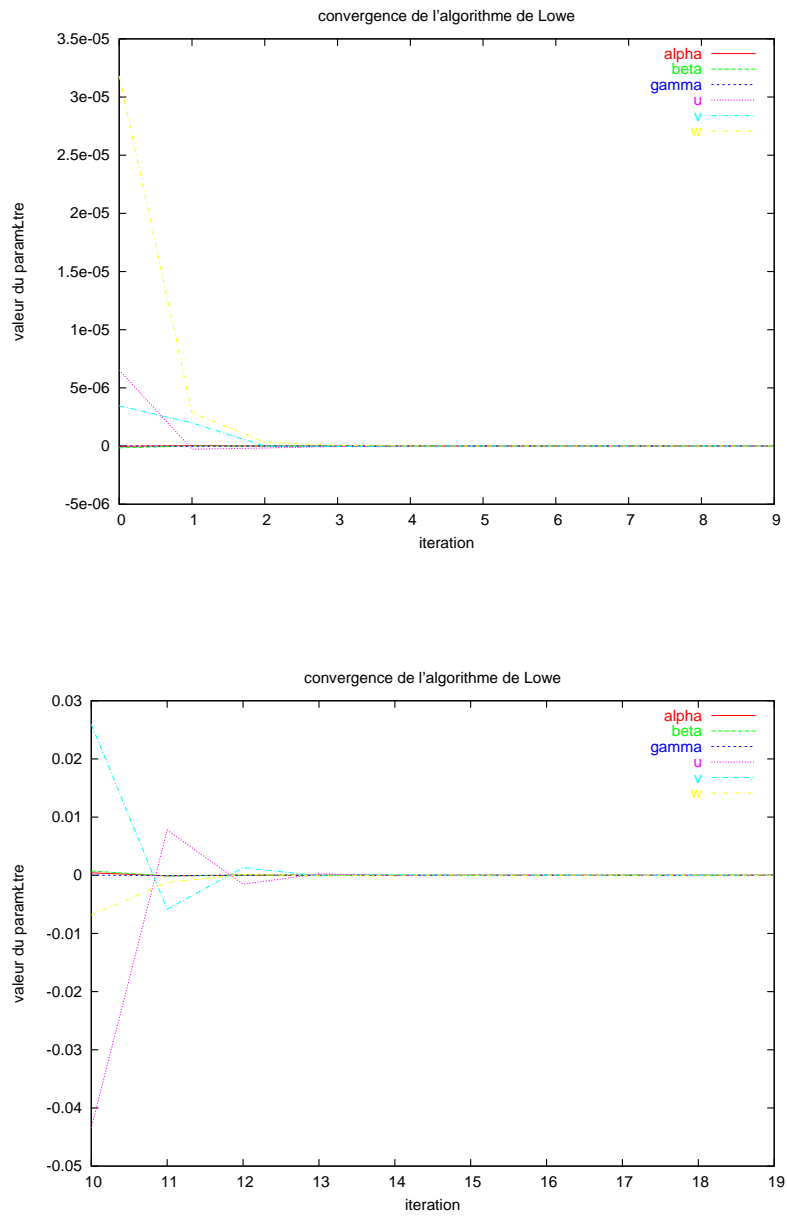 convergence de l'algorithme de Lowe
3.5e-05
3e-05
2.5e-05
2e-05
1.5e-05
1e-05
5e-06
0
-5e-06
valeur du paramŁtre
alpha
beta
gamma
u
v
w
0 1 2 3 4 5 6 7 8 9
iteration
convergence de l'algorithme de Lowe
0.03
0.02
0.01
0
-0.01
-0.02
-0.03
-0.04
-0.05
valeur du paramŁtre
alpha
beta
gamma
u
v
w
10 11 12 13 14 15 16 17 18 19
iteration